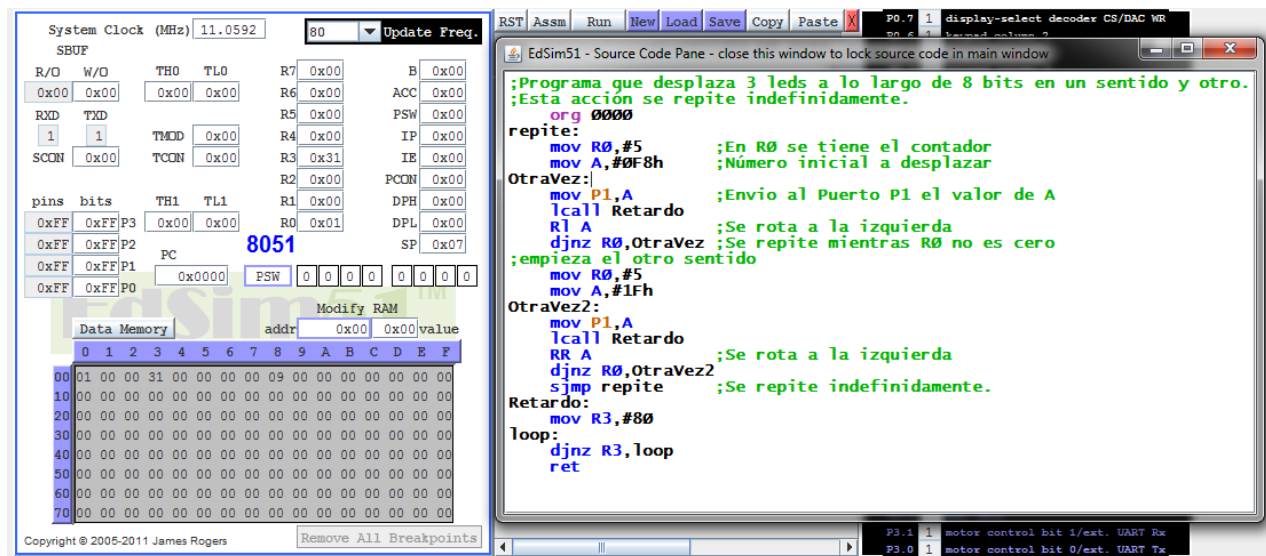 System Clock (MHz) 11.0592 80 Update Freq.
SBUF
R/O W/O TH0 TL0 R7 0x00 B 0x00
0x00 0x00 0x00 0x00 R6 0x00 ACC 0x00
RXD TXD R5 0x00 PSW 0x00
1 1 TMOD 0x00 R4 0x00 IP 0x00
SCON 0x00 TCON 0x00 R3 0x31 IE 0x00
R2 0x00 PCON 0x00
pins bits TH1 TL1 R1 0x00 DPH 0x00
0xFF 0xFF P3 0x00 0x00 R0 0x01 DPL 0x00
0xFF 0xFF P2 8051 SP 0x07
0xFF 0xFF P1 PC
0xFF 0xFF P0 0x0000 PSW 0 0 0 0 0 0 0 0
EdSim51 TM
Modify RAM
Data Memory addr 0x00 0x00 value
0 1 2 3 4 5 6 7 8 9 A B C D E F
00 01 00 00 31 00 00 00 00 09 00 00 00 00 00 00 00
10 00 00 00 00 00 00 00 00 00 00 00 00 00 00 00 00
20 00 00 00 00 00 00 00 00 00 00 00 00 00 00 00 00
30 00 00 00 00 00 00 00 00 00 00 00 00 00 00 00 00
40 00 00 00 00 00 00 00 00 00 00 00 00 00 00 00 00
50 00 00 00 00 00 00 00 00 00 00 00 00 00 00 00 00
60 00 00 00 00 00 00 00 00 00 00 00 00 00 00 00 00
70 00 00 00 00 00 00 00 00 00 00 00 00 00 00 00 00
Copyright © 2005-2011 James Rogers Remove All Breakpoints
RST Assm Run New Load Save Copy Paste X
P0.7 1 display-select decoder CS/DAC WR
EdSim51 - Source Code Pane - close this window to lock source code in main window
;Programa que desplaza 3 leds a lo largo de 8 bits en un sentido y otro.
;Esta acción se repite indefinidamente.
org 0000
repite:
mov R0,#5 ;En R0 se tiene el contador
mov A,#0F8h ;Número inicial a desplazar
OtraVez:
mov P1,A ;Envio al Puerto P1 el valor de A
lcall Retardo
Rl A ;Se rota a la izquierda
djnz R0,OtraVez ;Se repite mientras R0 no es cero
;empieza el otro sentido
mov R0,#5
mov A,#1Fh
OtraVez2:
mov P1,A
lcall Retardo
RR A ;Se rota a la izquierda
djnz R0,OtraVez2
sjmp repite ;Se repite indefinidamente.
Retardo:
mov R3,#80
loop:
djnz R3,loop
ret
P3.1 1 motor control bit 1/ext. UART Rx
P3.0 1 motor control bit 0/ext. UART Tx